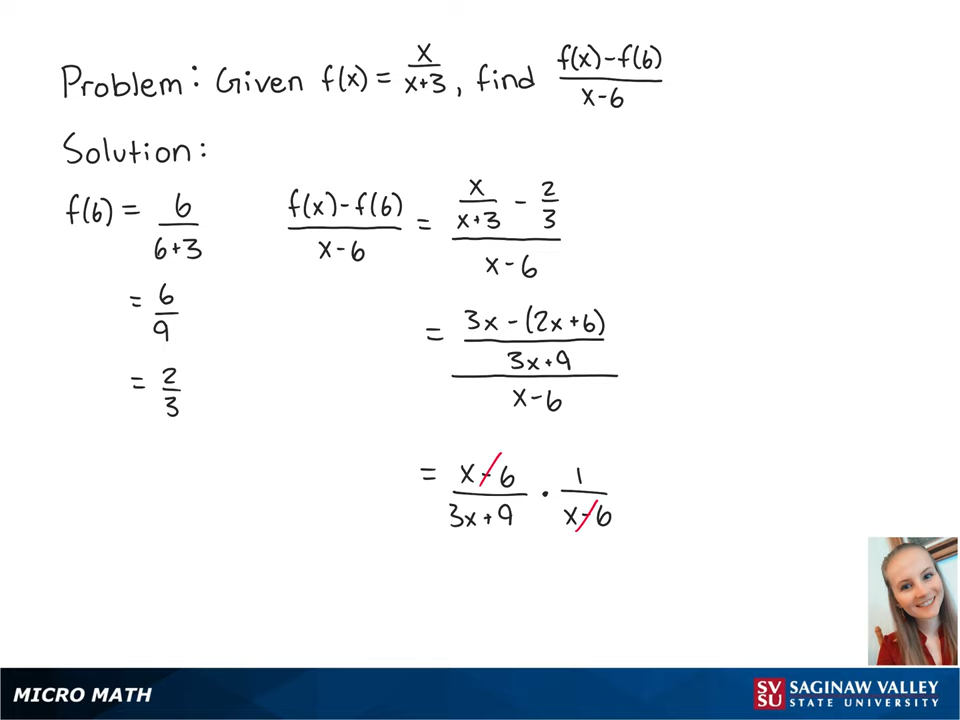 Problem: Given f(x) = x/(x+3), find (f(x)-f(6))/(x-6)
Solution:
f(6) = 6/(6+3)
= 6/9
= 2/3
(f(x)-f(6))/(x-6) = (x/(x+3) - 2/3)/(x-6)
= ((3x-(2x+6))/(3x+9))/(x-6)
= (x-6)/(3x+9) · 1/(x-6)
MICRO MATH
SV
SU
SAGINAW VALLEY
STATE UNIVERSITY